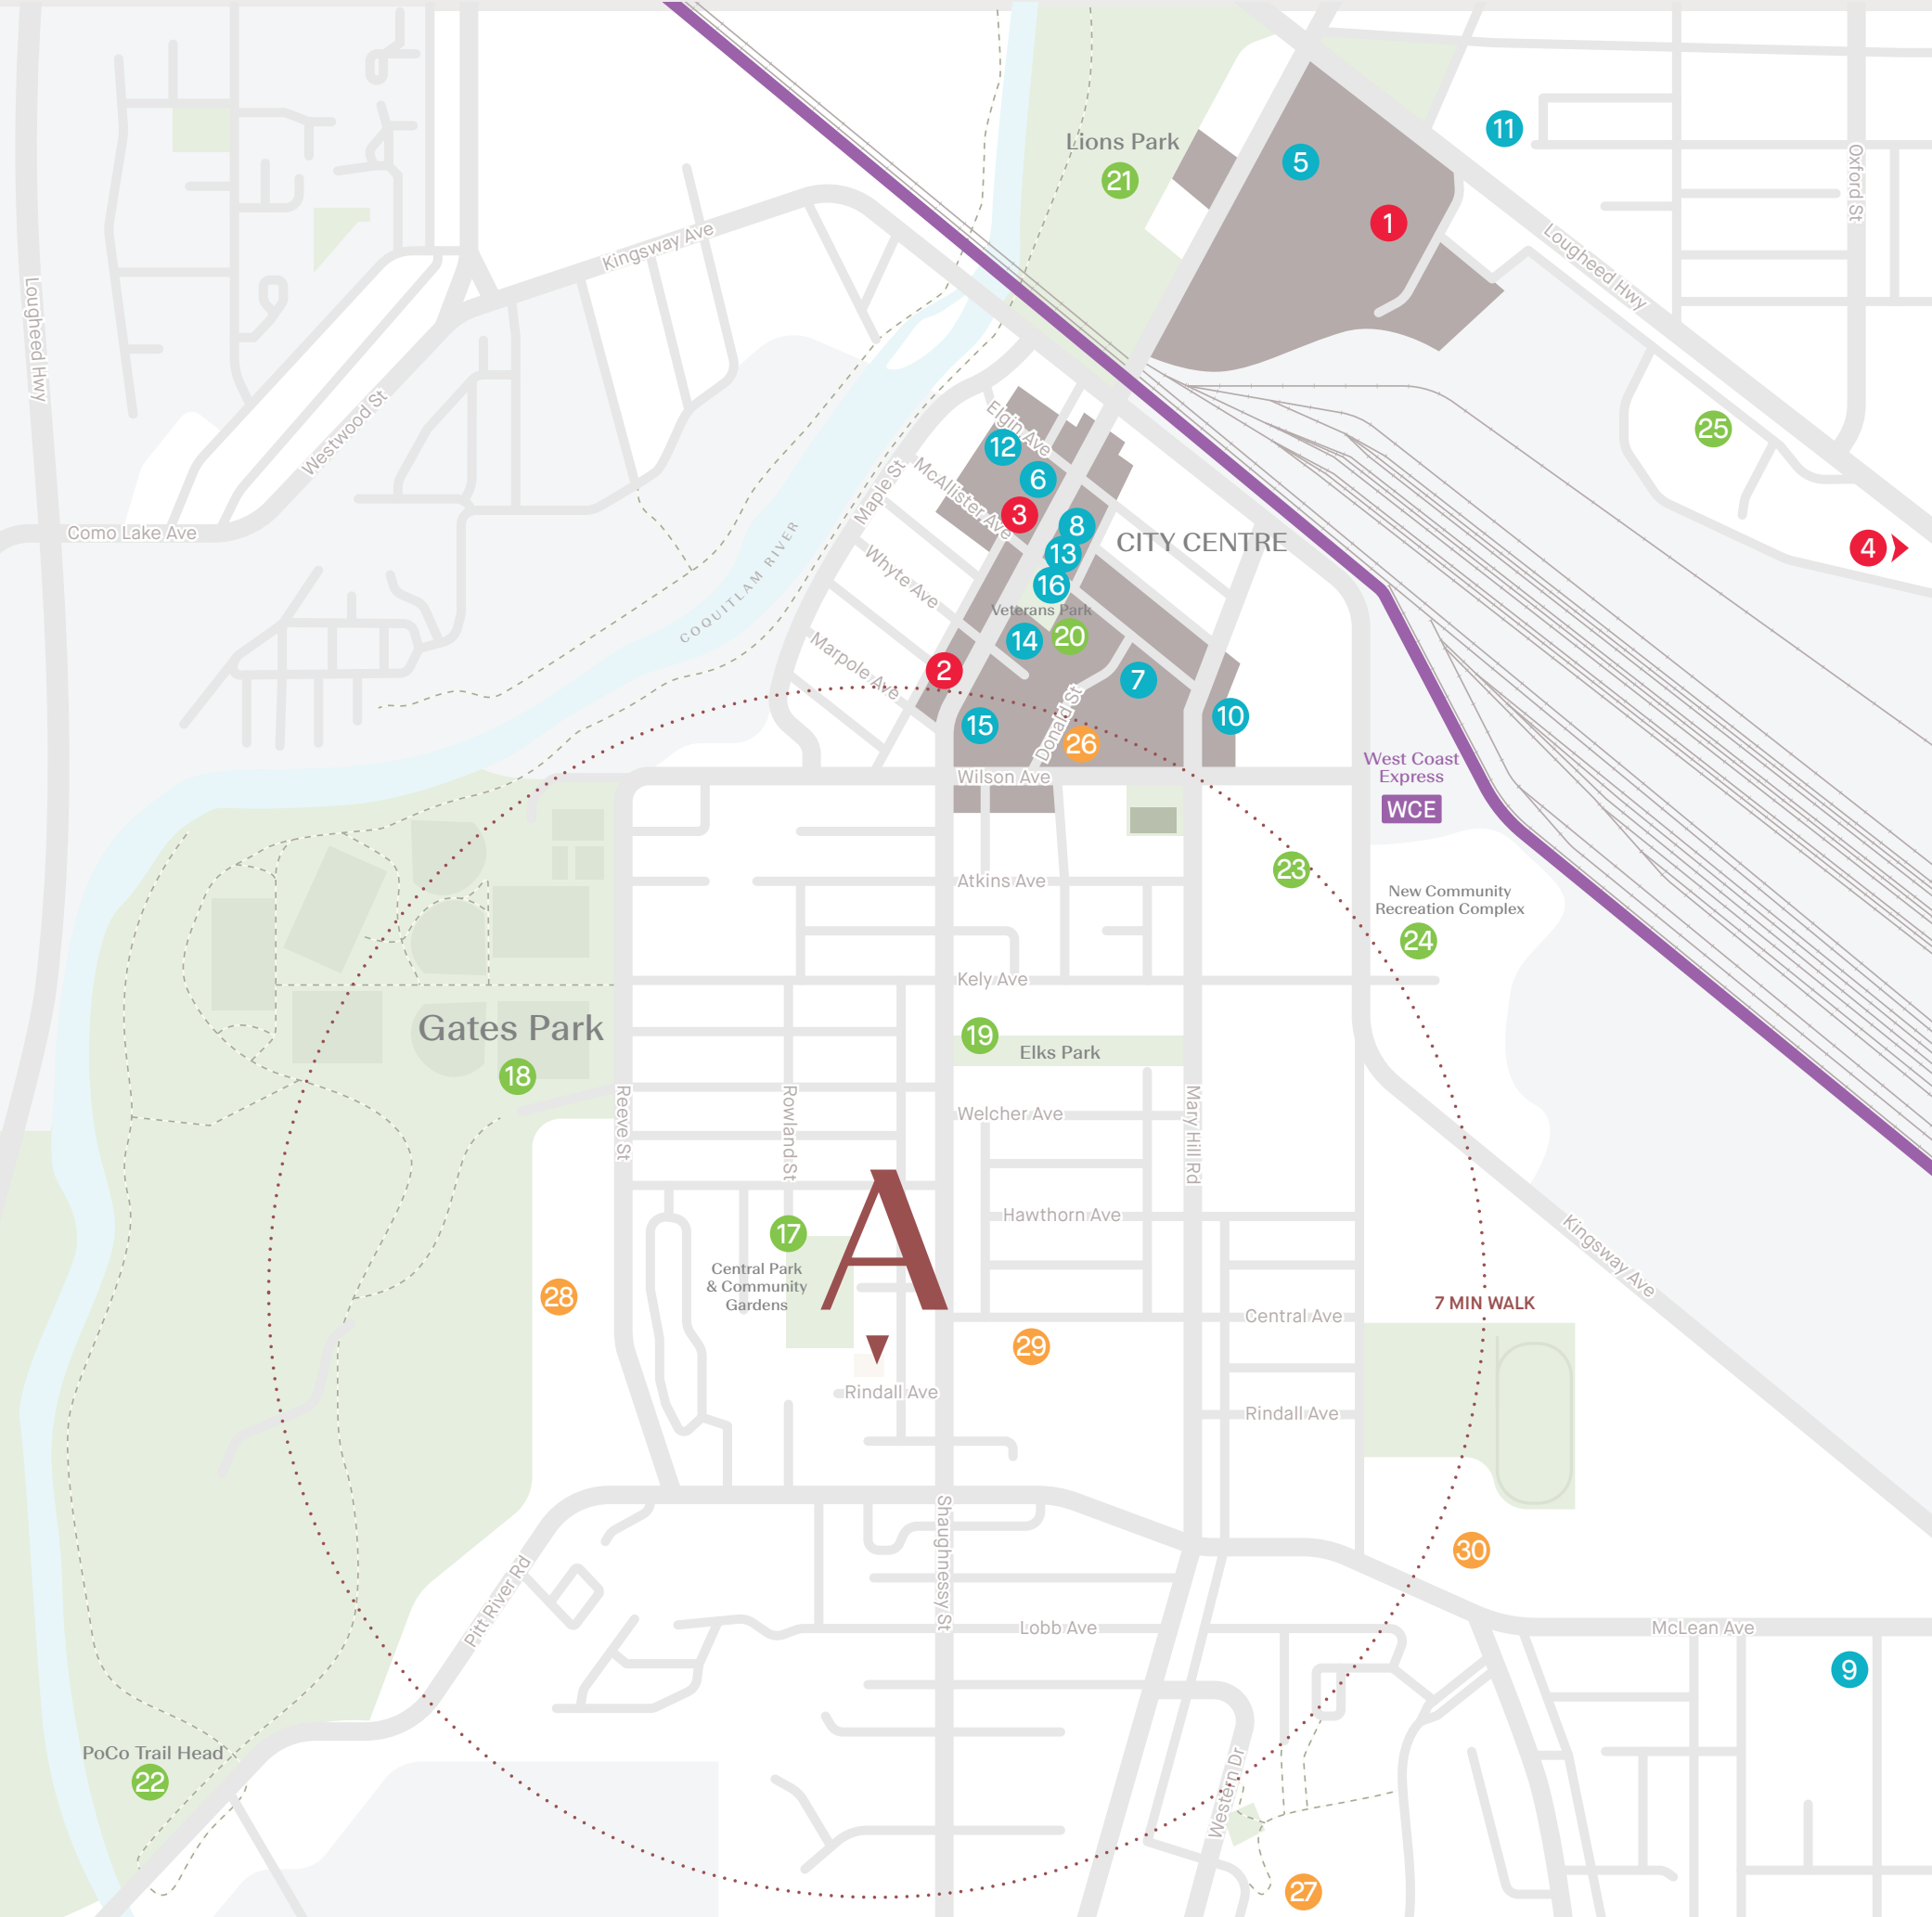 Lions Park
21
5
11
1
Oxford St
Lougheed Hwy
Kingsway Ave
Lougheed Hwy
Westwood St
Como Lake Ave
25
4
Elgin Ave
12
6
3
McAllister Ave
Maple St
8
13
16
CITY CENTRE
Whyte Ave
COQUITLAM RIVER
Veterans Park
14
20
Marpole Ave
2
7
10
15
Donald St
26
Wilson Ave
West Coast
Express
WCE
Atkins Ave
23
New Community
Recreation Complex
24
Kely Ave
Gates Park
18
19
Elks Park
Reeve St
Rowland St
Welcher Ave
Mary Hill Rd
A
Hawthorn Ave
17
Central Park
& Community
Gardens
28
Kingsway Ave
7 MIN WALK
Central Ave
29
Rindall Ave
Rindall Ave
Shaughnessy St
30
Pitt River Rd
Lobb Ave
McLean Ave
9
PoCo Trail Head
22
Western Dr
27